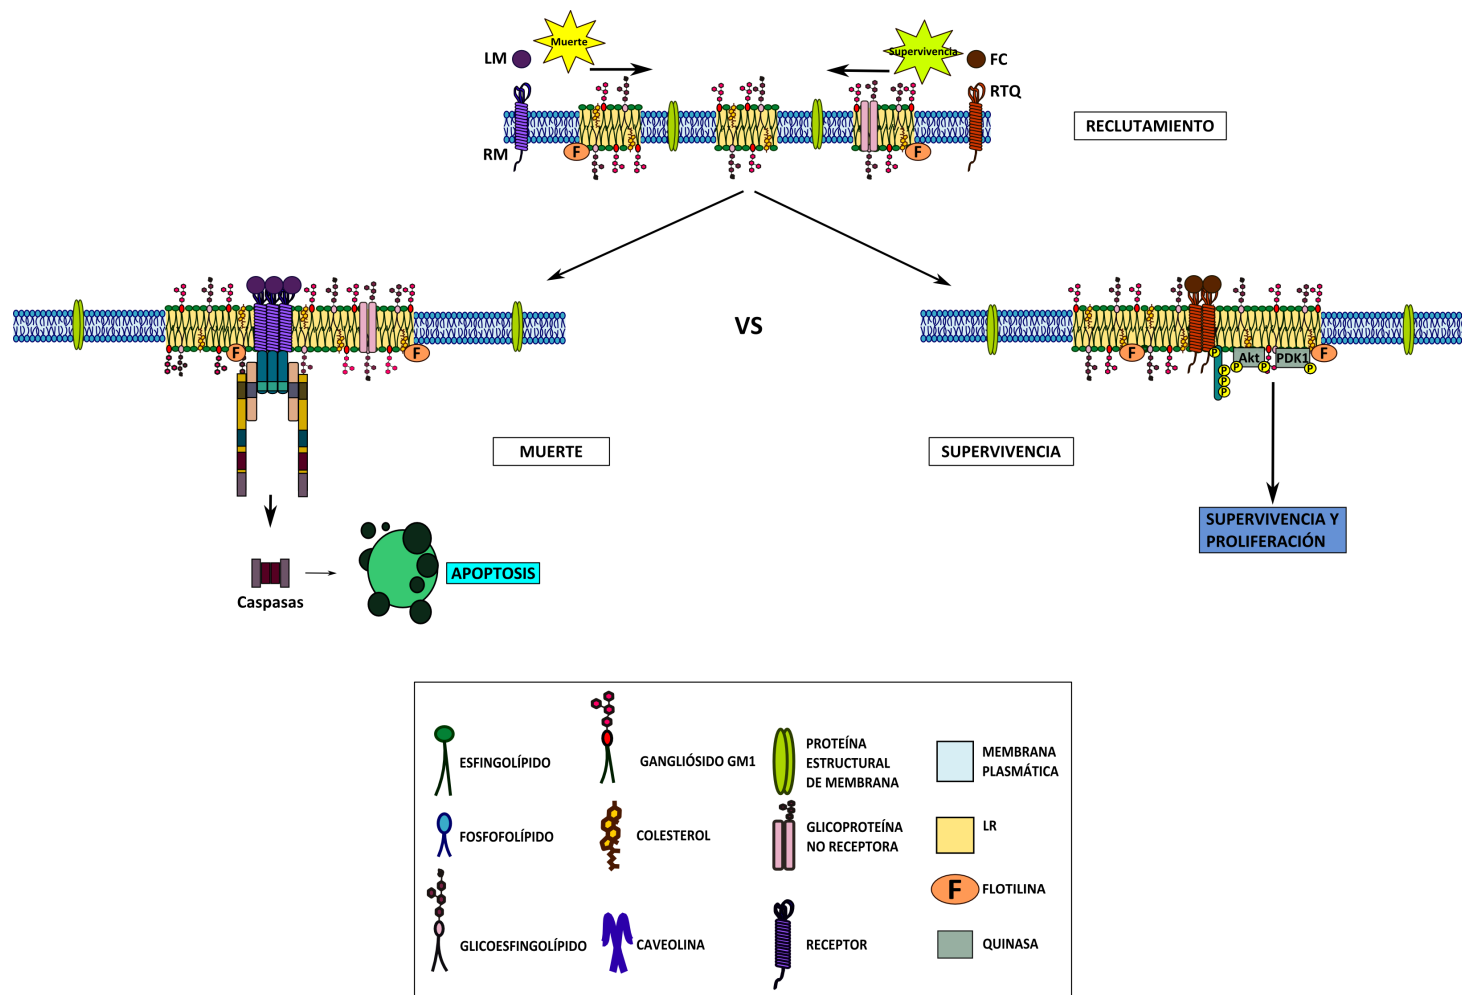 Muerte
Supervivencia
LM
FC
RTQ
RM
F
F
RECLUTAMIENTO
VS
F
F
F
F
P
Akt
PDK1
P
P
P
P
P
P
MUERTE
SUPERVIVENCIA
SUPERVIVENCIA Y
PROLIFERACIÓN
APOPTOSIS
Caspasas
ESFINGOLÍPIDO
GANGLIÓSIDO GM1
PROTEÍNA
ESTRUCTURAL
DE MEMBRANA
MEMBRANA
PLASMÁTICA
FOSFOFOLÍPIDO
COLESTEROL
GLICOPROTEÍNA
NO RECEPTORA
LR
F
FLOTILINA
GLICOESFINGOLÍPIDO
CAVEOLINA
RECEPTOR
QUINASA